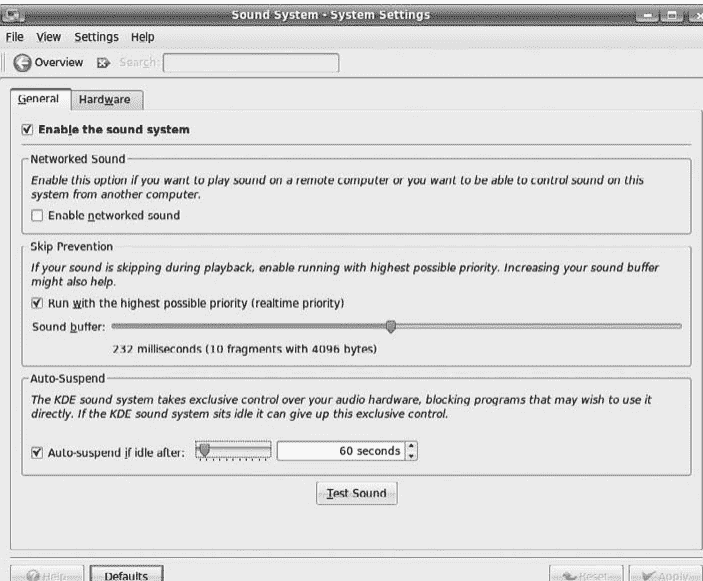 Sound System - System Settings
File View Settings Help
Overview Search:
General Hardware
Enable the sound system
Networked Sound
Enable this option if you want to play sound on a remote computer or you want to be able to control sound on this
system from another computer.
Enable networked sound
Skip Prevention
If your sound is skipping during playback, enable running with highest possible priority. Increasing your sound buffer
might also help.
Run with the highest possible priority (realtime priority)
Sound buffer:
232 milliseconds (10 fragments with 4096 bytes)
Auto-Suspend
The KDE sound system takes exclusive control over your audio hardware, blocking programs that may wish to use it
directly. If the KDE sound system sits idle it can give up this exclusive control.
Auto-suspend if idle after: 60 seconds
Test Sound
Help Defaults Reset Apply